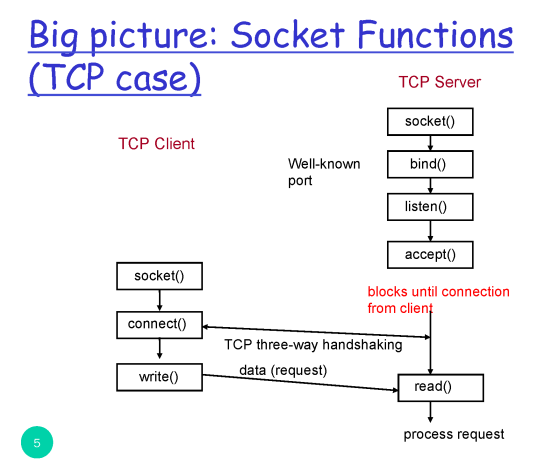 Big picture: Socket Functions
(TCP case)
TCP Server
socket()
TCP Client
Well-known
port
bind()
listen()
accept()
socket()
blocks until connection
from client
connect()
TCP three-way handshaking
data (request)
write()
read()
process request
5